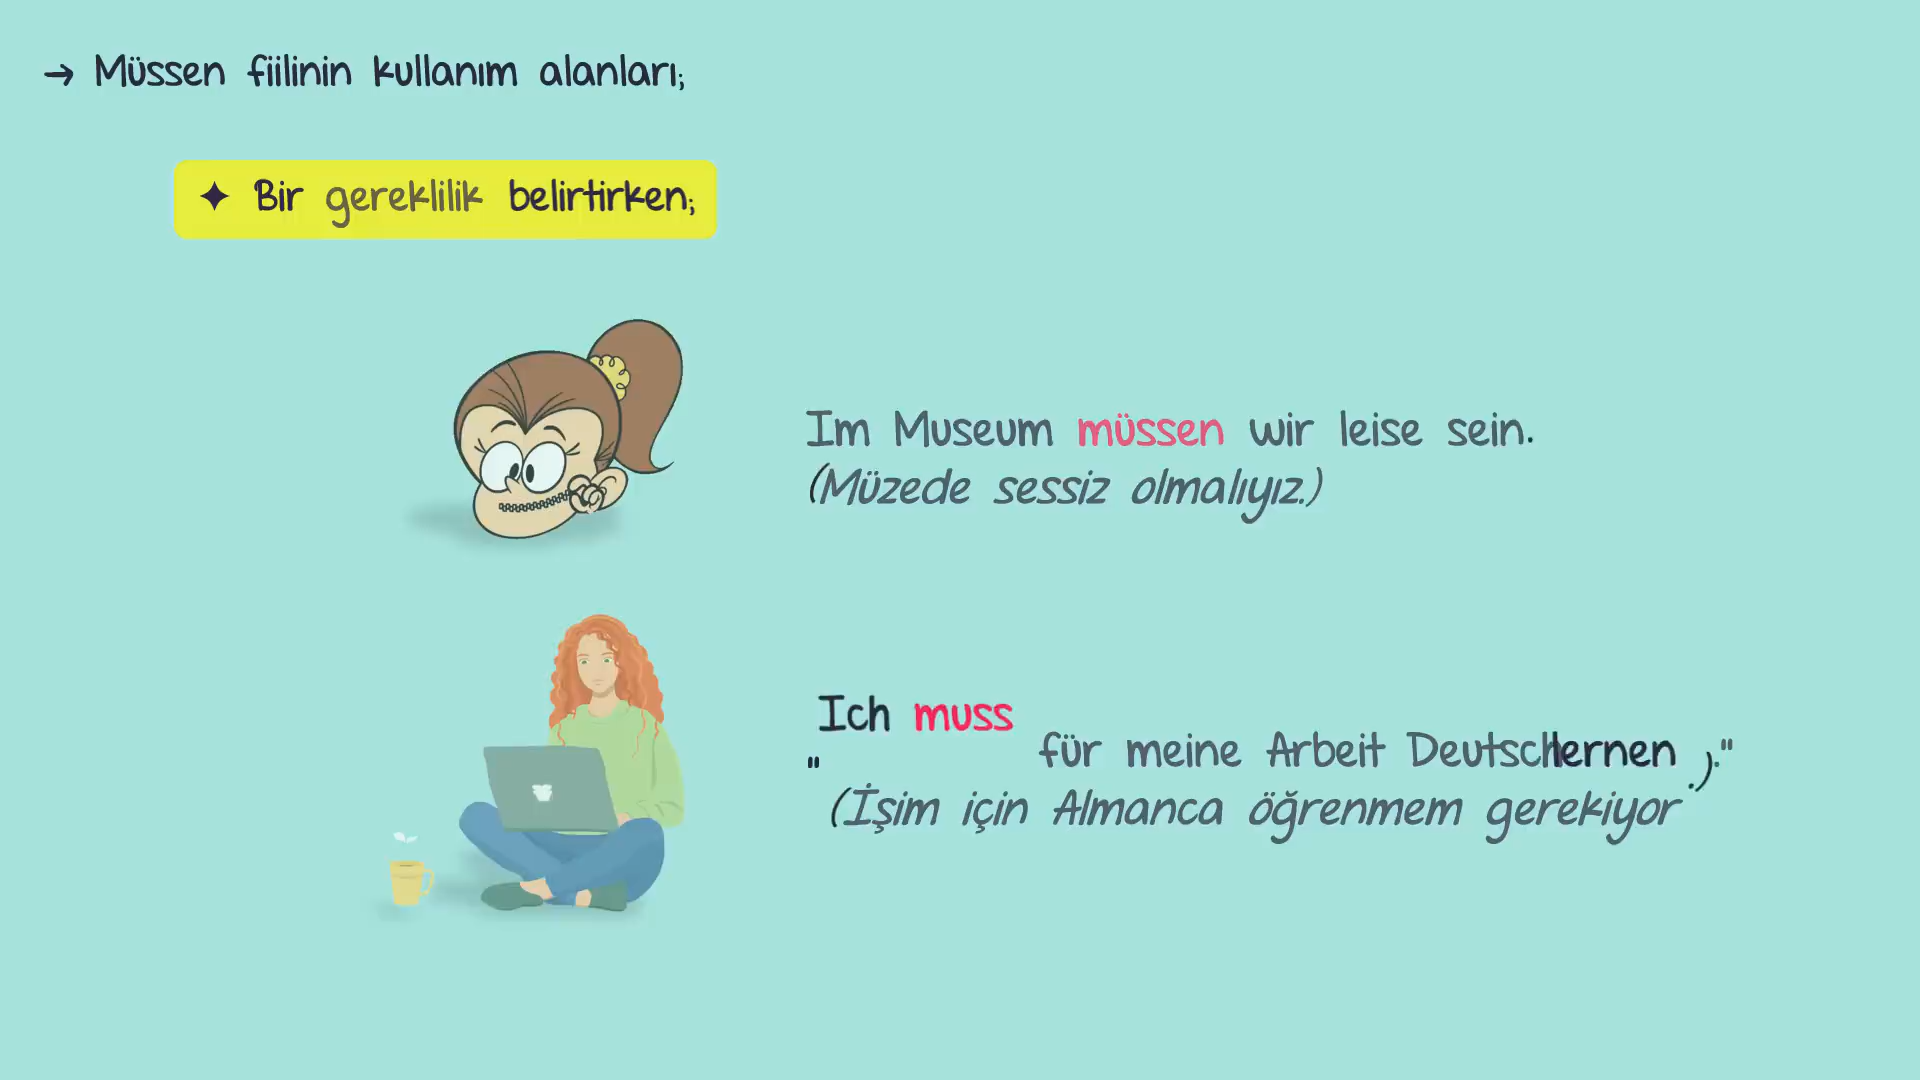 → Müssen fiilinin kullanım alanları;
✦ Bir gereklilik belirtirken;
Im Museum müssen wir leise sein.
(Müzede sessiz olmalıyız.)
"Ich muss für meine Arbeit Deutsch lernen."
(İşim için Almanca öğrenmem gerekiyor.)